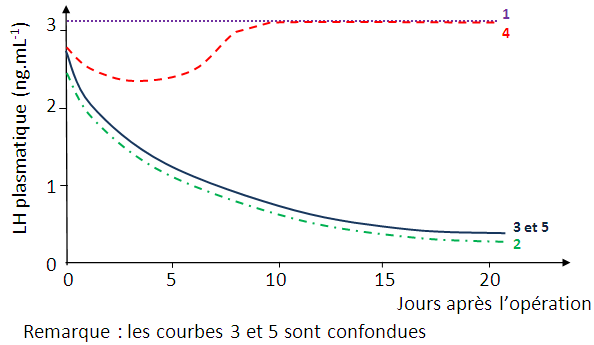 LH plasmatique (ng.mL-1)
3
2
1
0
1
4
3 et 5
2
0 5 10 15 20
Jours après l'opération
Remarque : les courbes 3 et 5 sont confondues